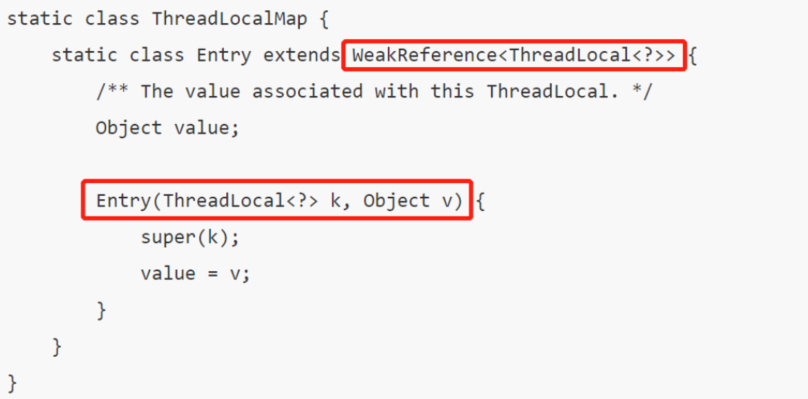 static class ThreadLocalMap {
static class Entry extends WeakReference<ThreadLocal<?>> {
/** The value associated with this ThreadLocal. */
Object value;
Entry(ThreadLocal<?> k, Object v) {
super(k);
value = v;
}
}
}